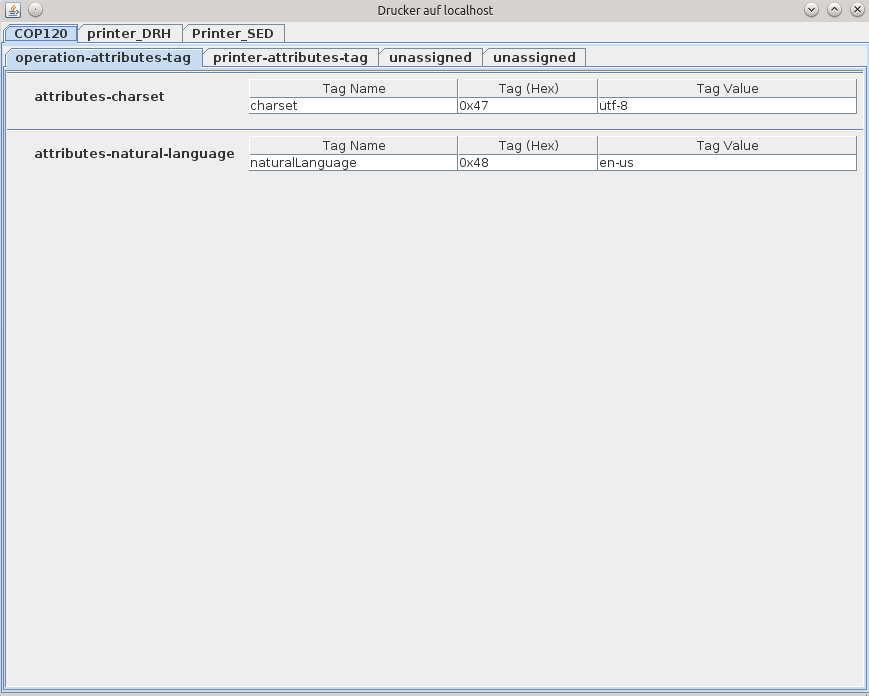 Drucker auf localhost
COP120 printer_DRH Printer_SED
operation-attributes-tag printer-attributes-tag unassigned unassigned
attributes-charset
Tag Name Tag (Hex) Tag Value
charset 0x47 utf-8
attributes-natural-language
Tag Name Tag (Hex) Tag Value
naturalLanguage 0x48 en-us